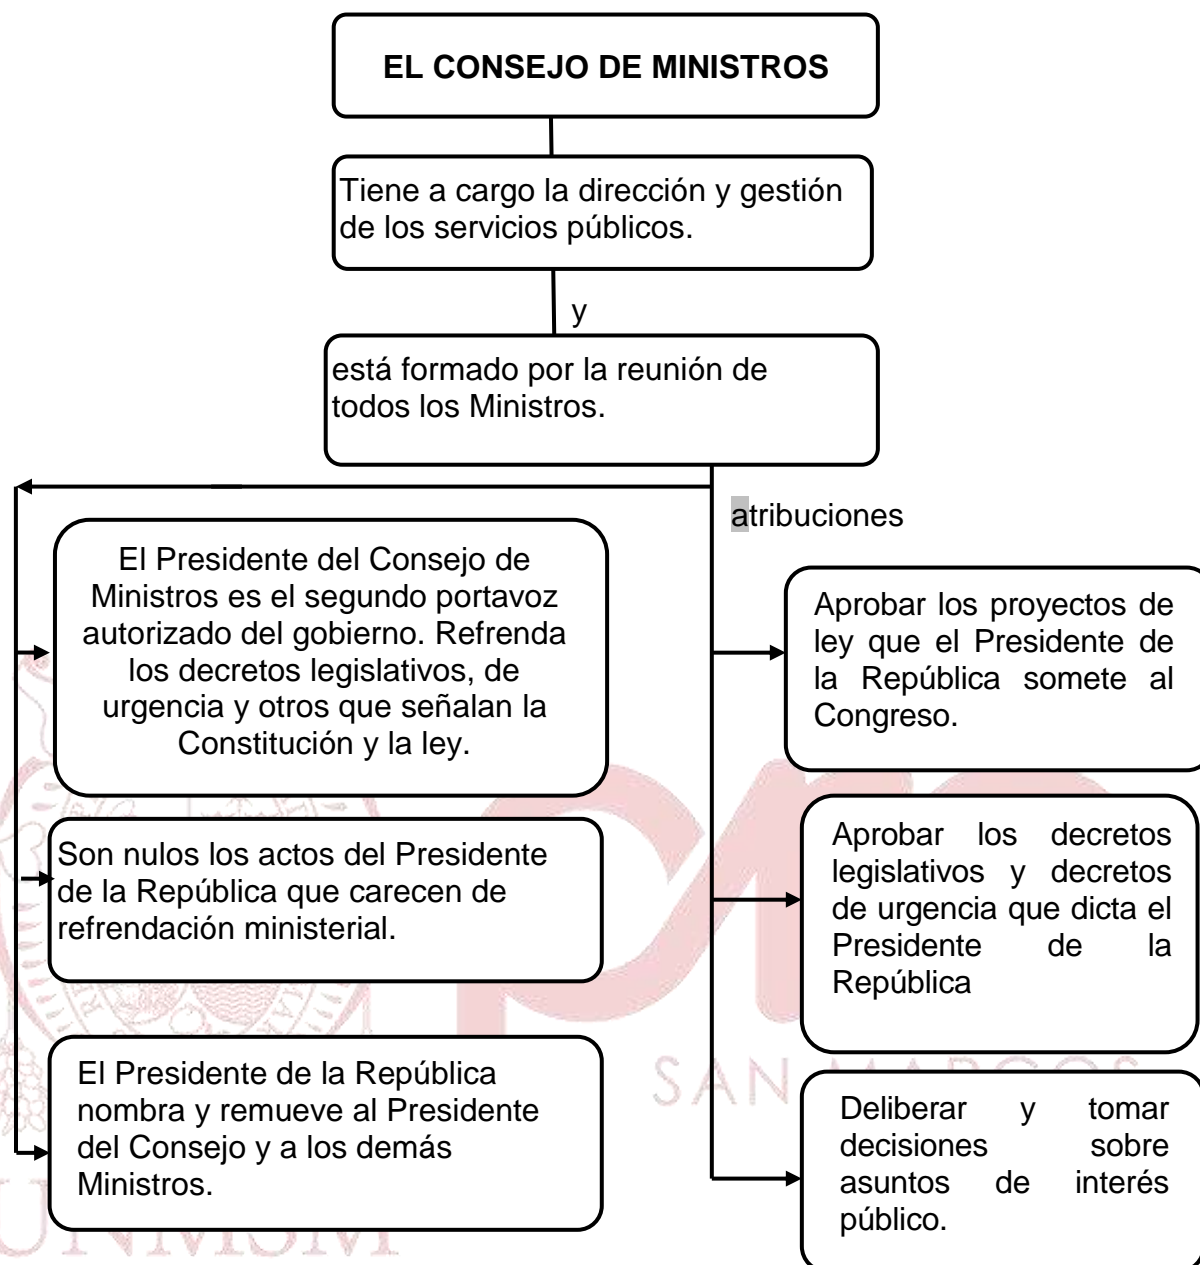 EL CONSEJO DE MINISTROS
Tiene a cargo la dirección y gestión
de los servicios públicos.
y
está formado por la reunión de
todos los Ministros.
atribuciones
El Presidente del Consejo de
Ministros es el segundo portavoz
autorizado del gobierno. Refrenda
los decretos legislativos, de
urgencia y otros que señalan la
Constitución y la ley.
Son nulos los actos del Presidente
de la República que carecen de
refrendación ministerial.
El Presidente de la República
nombra y remueve al Presidente
del Consejo y a los demás
Ministros.
Aprobar los proyectos de
ley que el Presidente de
la República somete al
Congreso.
Aprobar los decretos
legislativos y decretos
de urgencia que dicta el
Presidente de la
República
Deliberar y tomar
decisiones sobre
asuntos de interés
público.
SAN MARCOS
UNMSM